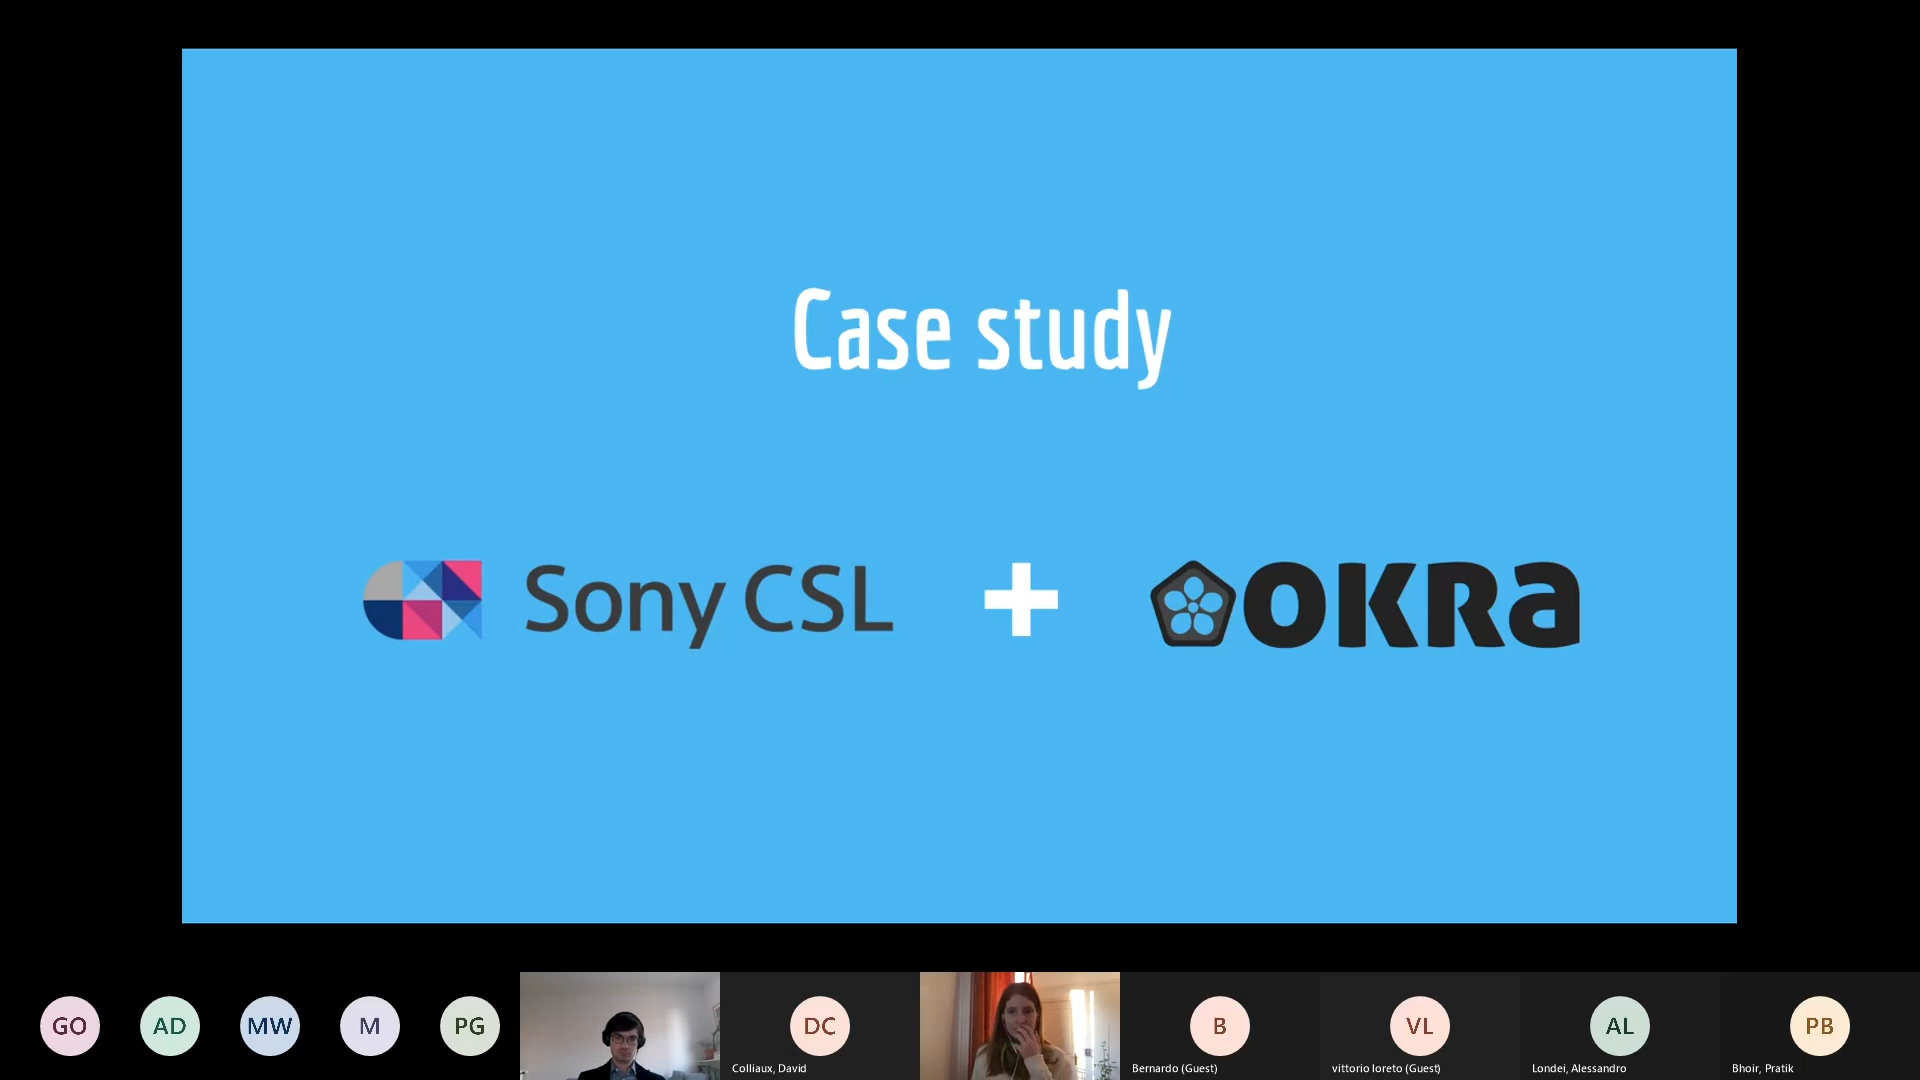 Case study
Sony CSL
+
OKRa
GO
AD
MW
M
PG
DC
B
VL
AL
PB
Colliaux, David
Bernardo (Guest)
vittorio loreto (Guest)
Londei, Alessandro
Bhoir, Pratik